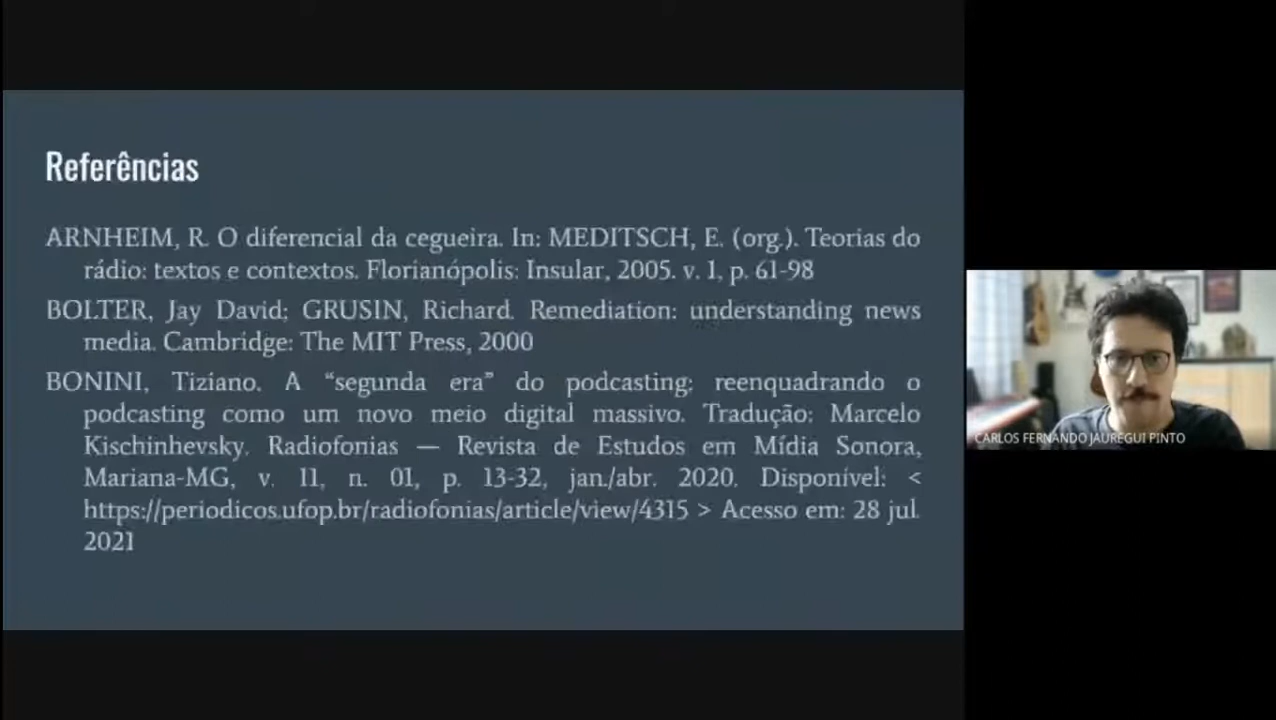 Referências
ARNHEIM, R. O diferencial da cegueira. In: MEDITSCH, E. (org.). Teorias do
rádio: textos e contextos. Florianópolis: Insular, 2005. v. 1, p. 61-98
BOLTER, Jay David; GRUSIN, Richard. Remediation: understanding news
media. Cambridge: The MIT Press, 2000
BONINI, Tiziano. A “segunda era” do podcasting: reenquadrando o
podcasting como um novo meio digital massivo. Tradução: Marcelo
Kischinhevsky. Radiofonias — Revista de Estudos em Mídia Sonora,
Mariana-MG, v. 11, n. 01, p. 13-32, jan./abr. 2020. Disponível: <
https://periodicos.ufop.br/radiofonias/article/view/4315 > Acesso em: 28 jul.
2021
CARLOS FERNANDO JAUREGUI PINTO